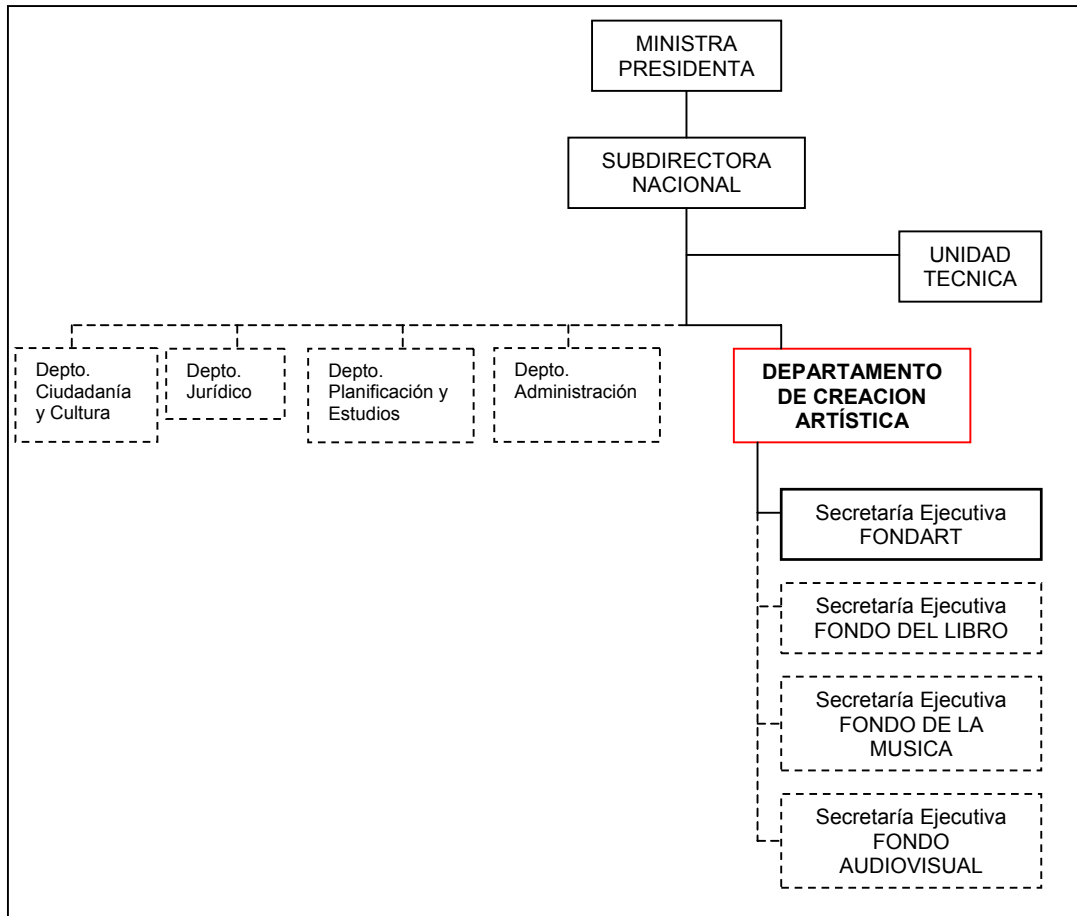 MINISTRA
PRESIDENTA
SUBDIRECTORA
NACIONAL
UNIDAD
TECNICA
Depto.
Ciudadanía
y Cultura
Depto.
Jurídico
Depto.
Planificación y
Estudios
Depto.
Administración
DEPARTAMENTO
DE CREACION
ARTÍSTICA
Secretaría Ejecutiva
FONDART
Secretaría Ejecutiva
FONDO DEL LIBRO
Secretaría Ejecutiva
FONDO DE LA
MUSICA
Secretaría Ejecutiva
FONDO
AUDIOVISUAL